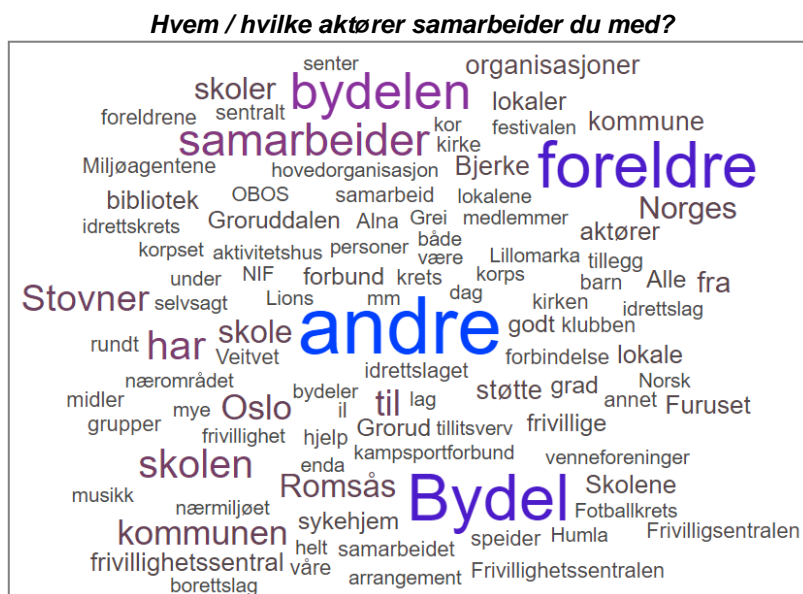 Hvem / hvilke aktører samarbeider du med?
senter organisasjoner
skoler bydelen lokaler
foreldrene sentralt kor festivalen kommune
samarbeider kirke foreldre
Miljøagentene hovedorganisasjon Bjerke
bibliotek OBOS samarbeid lokalene Norges
idrettskrets Groruddalen Alna Grei medlemmer aktører
korpset aktivitetshus personer både være Lillomarka tillegg
under NIF forbund krets korps barn Alle fra
Stovner selvsagt Lions mm dag kirken idrettslag
rundt har skole andre godt klubben
Veitvet forbindelse lokale
nærområdet idrettslaget støtte grad Norsk
midler mye Oslo bydeler il til lag annet Furuset
grupper frivillighet hjelp Grorud tillitsverv frivillige
skolen enda kampsportforbund venneforeninger
musikk nærmiljøet Romsås Bydel Skolene
kommunen sykehjem Fotballkrets
helt samarbeidet speider Humla Frivilligsentralen
frivillighetssentral våre arrangement Frivillighetssentralen
borettslag